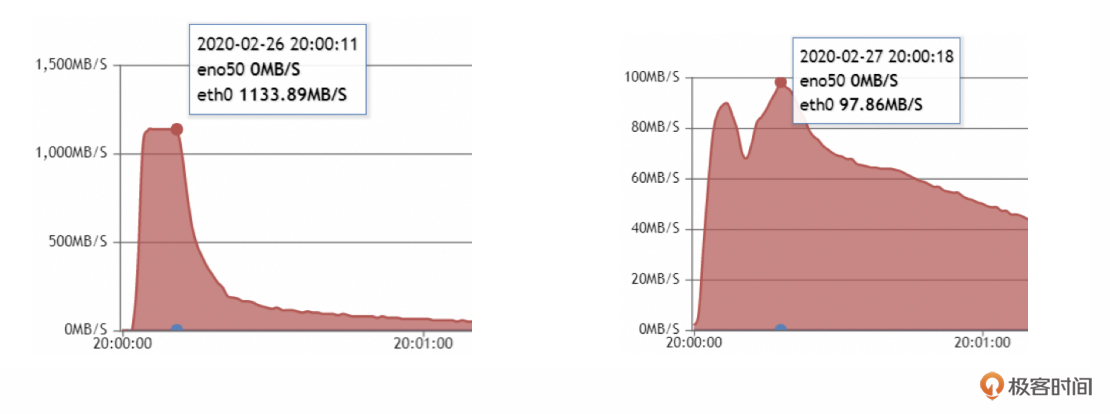 2020-02-26 20:00:11
eno50 0MB/S
eth0 1133.89MB/S
1,500MB/S
1,000MB/S
500MB/S
0MB/S
20:00:00
20:01:00
2020-02-27 20:00:18
eno50 0MB/S
eth0 97.86MB/S
100MB/S
80MB/S
60MB/S
40MB/S
20MB/S
0MB/S
20:00:00
20:01:00
极客时间